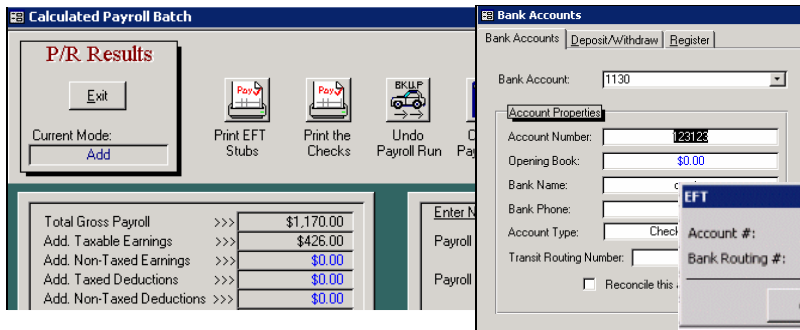 Calculated Payroll Batch
P/R Results
Exit
Current Mode:
Add
Pay
Print EFT
Stubs
Pay
Print the
Checks
BKUP
Undo
Payroll Run
Total Gross Payroll >>> $1,170.00
Add. Taxable Earnings >>> $426.00
Add. Non-Taxed Earnings >>> $0.00
Add. Taxed Deductions >>> $0.00
Add. Non-Taxed Deductions >>> $0.00
Enter N
Payroll
Payroll
Bank Accounts
Bank Accounts Deposit/Withdraw Register
Bank Account: 1130
Account Properties
Account Number: 123123
Opening Book: $0.00
Bank Name:
Bank Phone:
Account Type: Check
Transit Routing Number:
Reconcile this
EFT
Account #:
Bank Routing #: